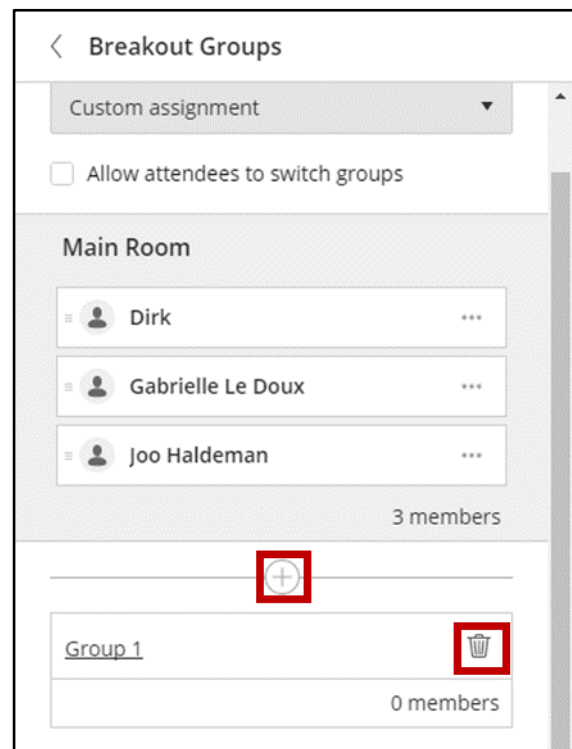 Breakout Groups
Custom assignment
Allow attendees to switch groups
Main Room
Dirk
Gabrielle Le Doux
Joo Haldeman
3 members
Group 1
0 members